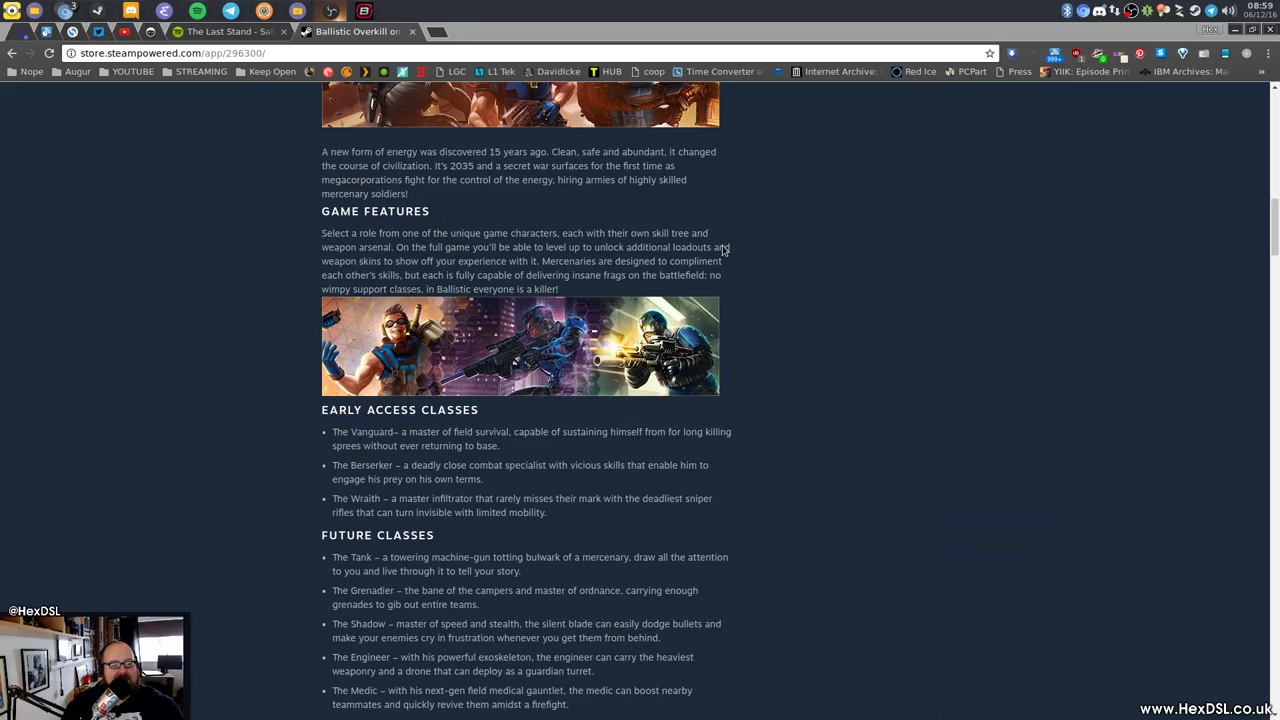 08:59
06/12/16
The Last Stand - Sab
Ballistic Overkill on
Hex
store.steampowered.com/app/296300/
Nope
Augur
YOUTUBE
STREAMING
Keep Open
LGC
L1 Tek
DavidIcke
HUB
coop
Time Converter a
Internet Archive:
Red Ice
PCPart
Press
YIIK: Episode Prin
IBM Archives: Mai
A new form of energy was discovered 15 years ago. Clean, safe and abundant, it changed
the course of civilization. It's 2035 and a secret war surfaces for the first time as
megacorporations fight for the control of the energy, hiring armies of highly skilled
mercenary soldiers!
GAME FEATURES
Select a role from one of the unique game characters, each with their own skill tree and
weapon arsenal. On the full game you'll be able to level up to unlock additional loadouts and
weapon skins to show off your experience with it. Mercenaries are designed to compliment
each other's skills, but each is fully capable of delivering insane frags on the battlefield: no
wimpy support classes, in Ballistic everyone is a killer!
EARLY ACCESS CLASSES
▪ The Vanguard– a master of field survival, capable of sustaining himself from for long killing
sprees without ever returning to base.
▪ The Berserker – a deadly close combat specialist with vicious skills that enable him to
engage his prey on his own terms.
▪ The Wraith – a master infiltrator that rarely misses their mark with the deadliest sniper
rifles that can turn invisible with limited mobility.
FUTURE CLASSES
▪ The Tank – a towering machine-gun totting bulwark of a mercenary, draw all the attention
to you and live through it to tell your story.
▪ The Grenadier – the bane of the campers and master of ordnance, carrying enough
grenades to gib out entire teams.
▪ The Shadow – master of speed and stealth, the silent blade can easily dodge bullets and
make your enemies cry in frustration whenever you get them from behind.
▪ The Engineer – with his powerful exoskeleton, the engineer can carry the heaviest
weaponry and a drone that can deploy as a guardian turret.
▪ The Medic – with his next-gen field medical gauntlet, the medic can boost nearby
teammates and quickly revive them amidst a firefight.
@HexDSL
www.HexDSL.co.uk